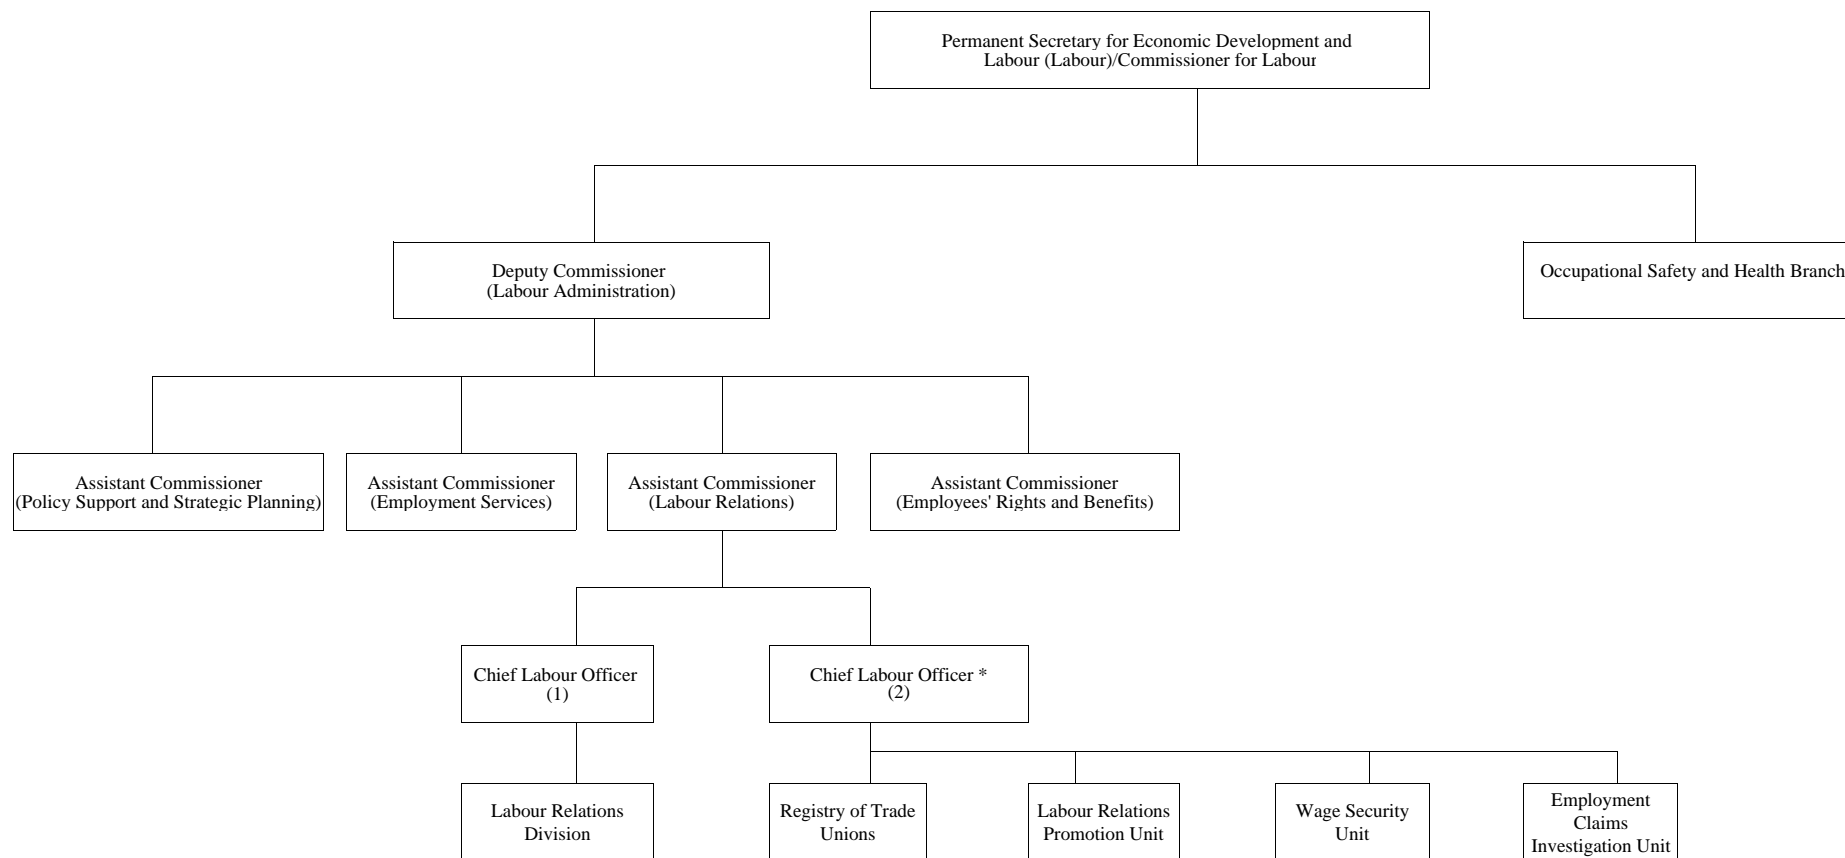 Permanent Secretary for Economic Development and
Labour (Labour)/Commissioner for Labour
Deputy Commissioner
(Labour Administration)
Occupational Safety and Health Branch
Assistant Commissioner
(Policy Support and Strategic Planning)
Assistant Commissioner
(Employment Services)
Assistant Commissioner
(Labour Relations)
Assistant Commissioner
(Employees' Rights and Benefits)
Chief Labour Officer
(1)
Chief Labour Officer *
(2)
Labour Relations
Division
Registry of Trade
Unions
Labour Relations
Promotion Unit
Wage Security
Unit
Employment
Claims
Investigation Unit